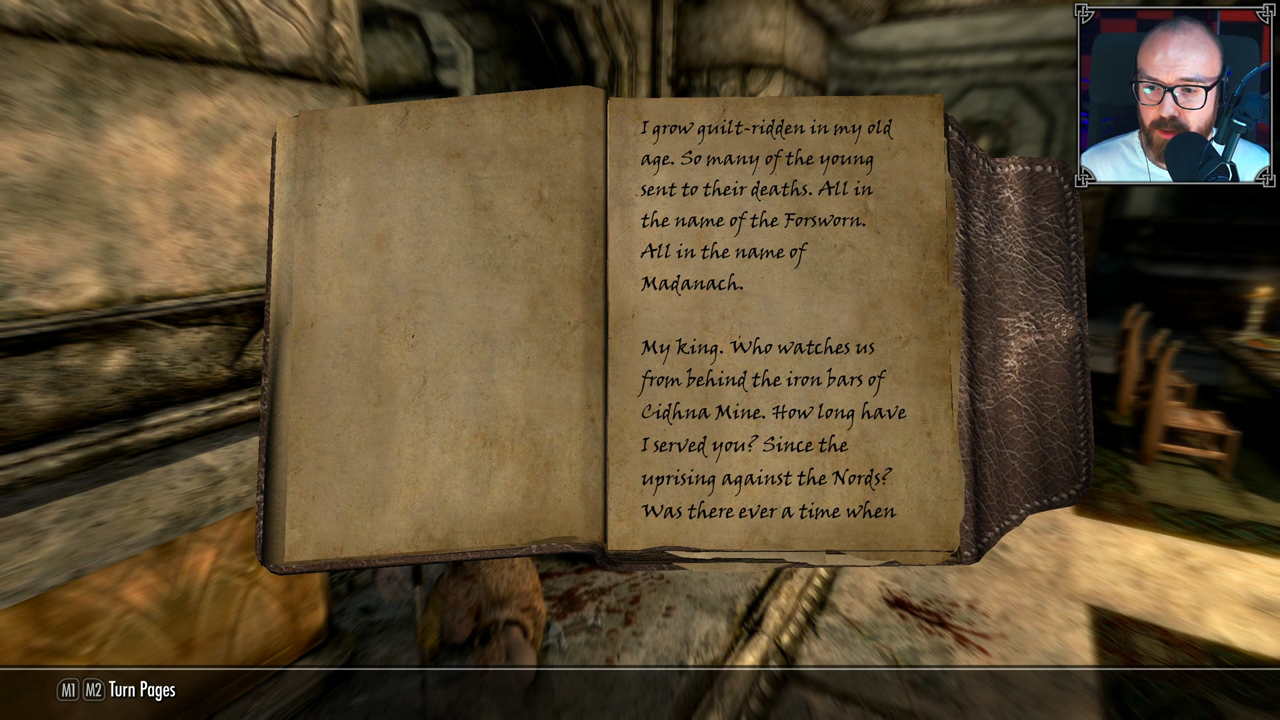 I grow guilt-ridden in my old
age. So many of the young
sent to their deaths. All in
the name of the Forsworn.
All in the name of
Madanach.
My king. Who watches us
from behind the iron bars of
Cidhna Mine. How long have
I served you? Since the
uprising against the Nords?
Was there ever a time when
M1 M2 Turn Pages